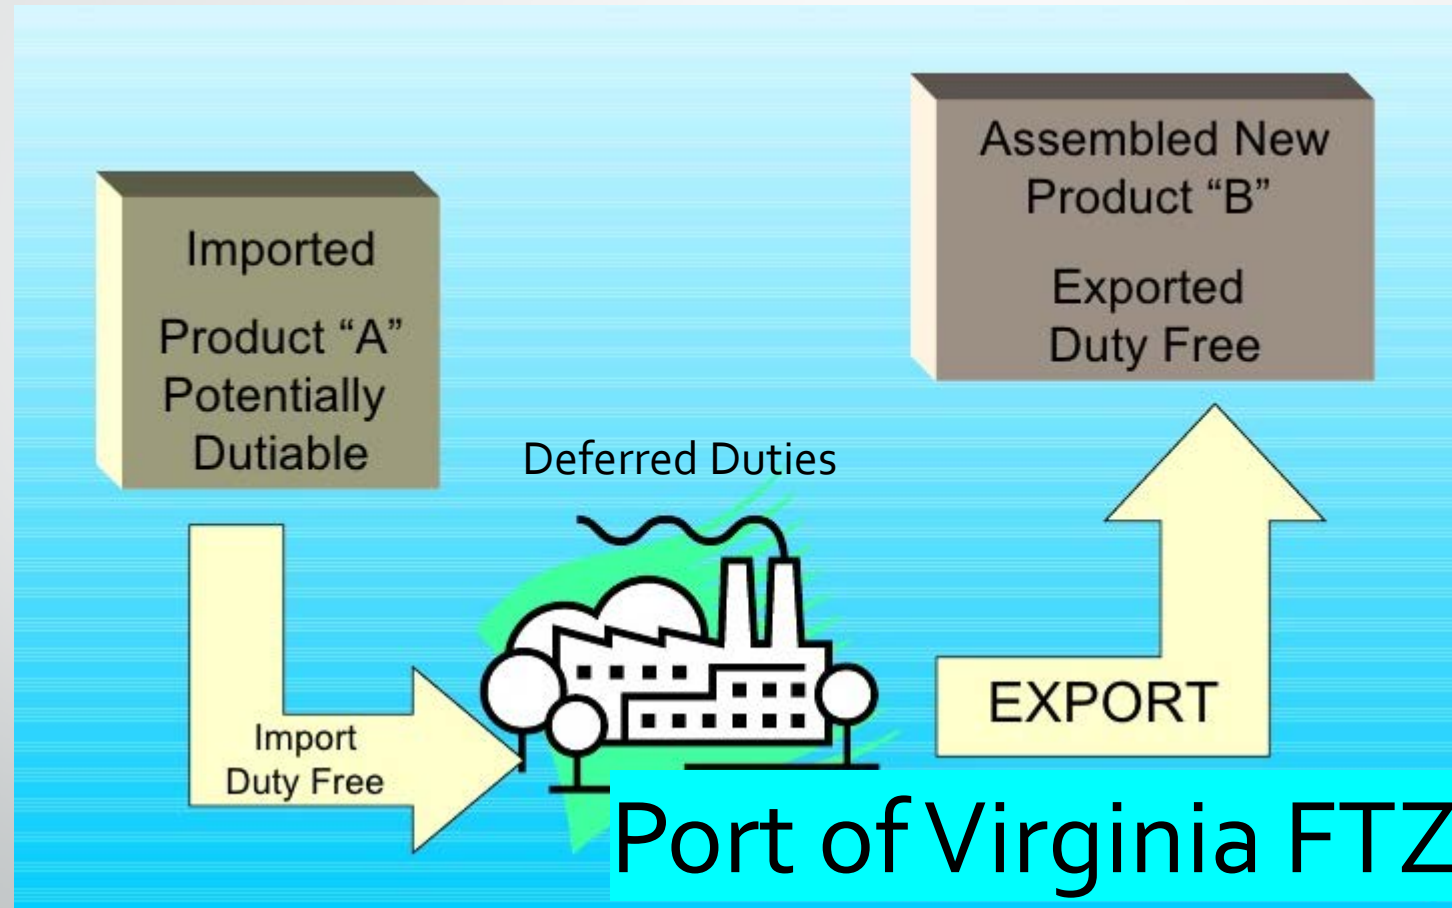 Imported
Product “A”
Potentially
Dutiable
Import
Duty Free
Deferred Duties
EXPORT
Assembled New
Product “B”
Exported
Duty Free
Port of Virginia FTZ